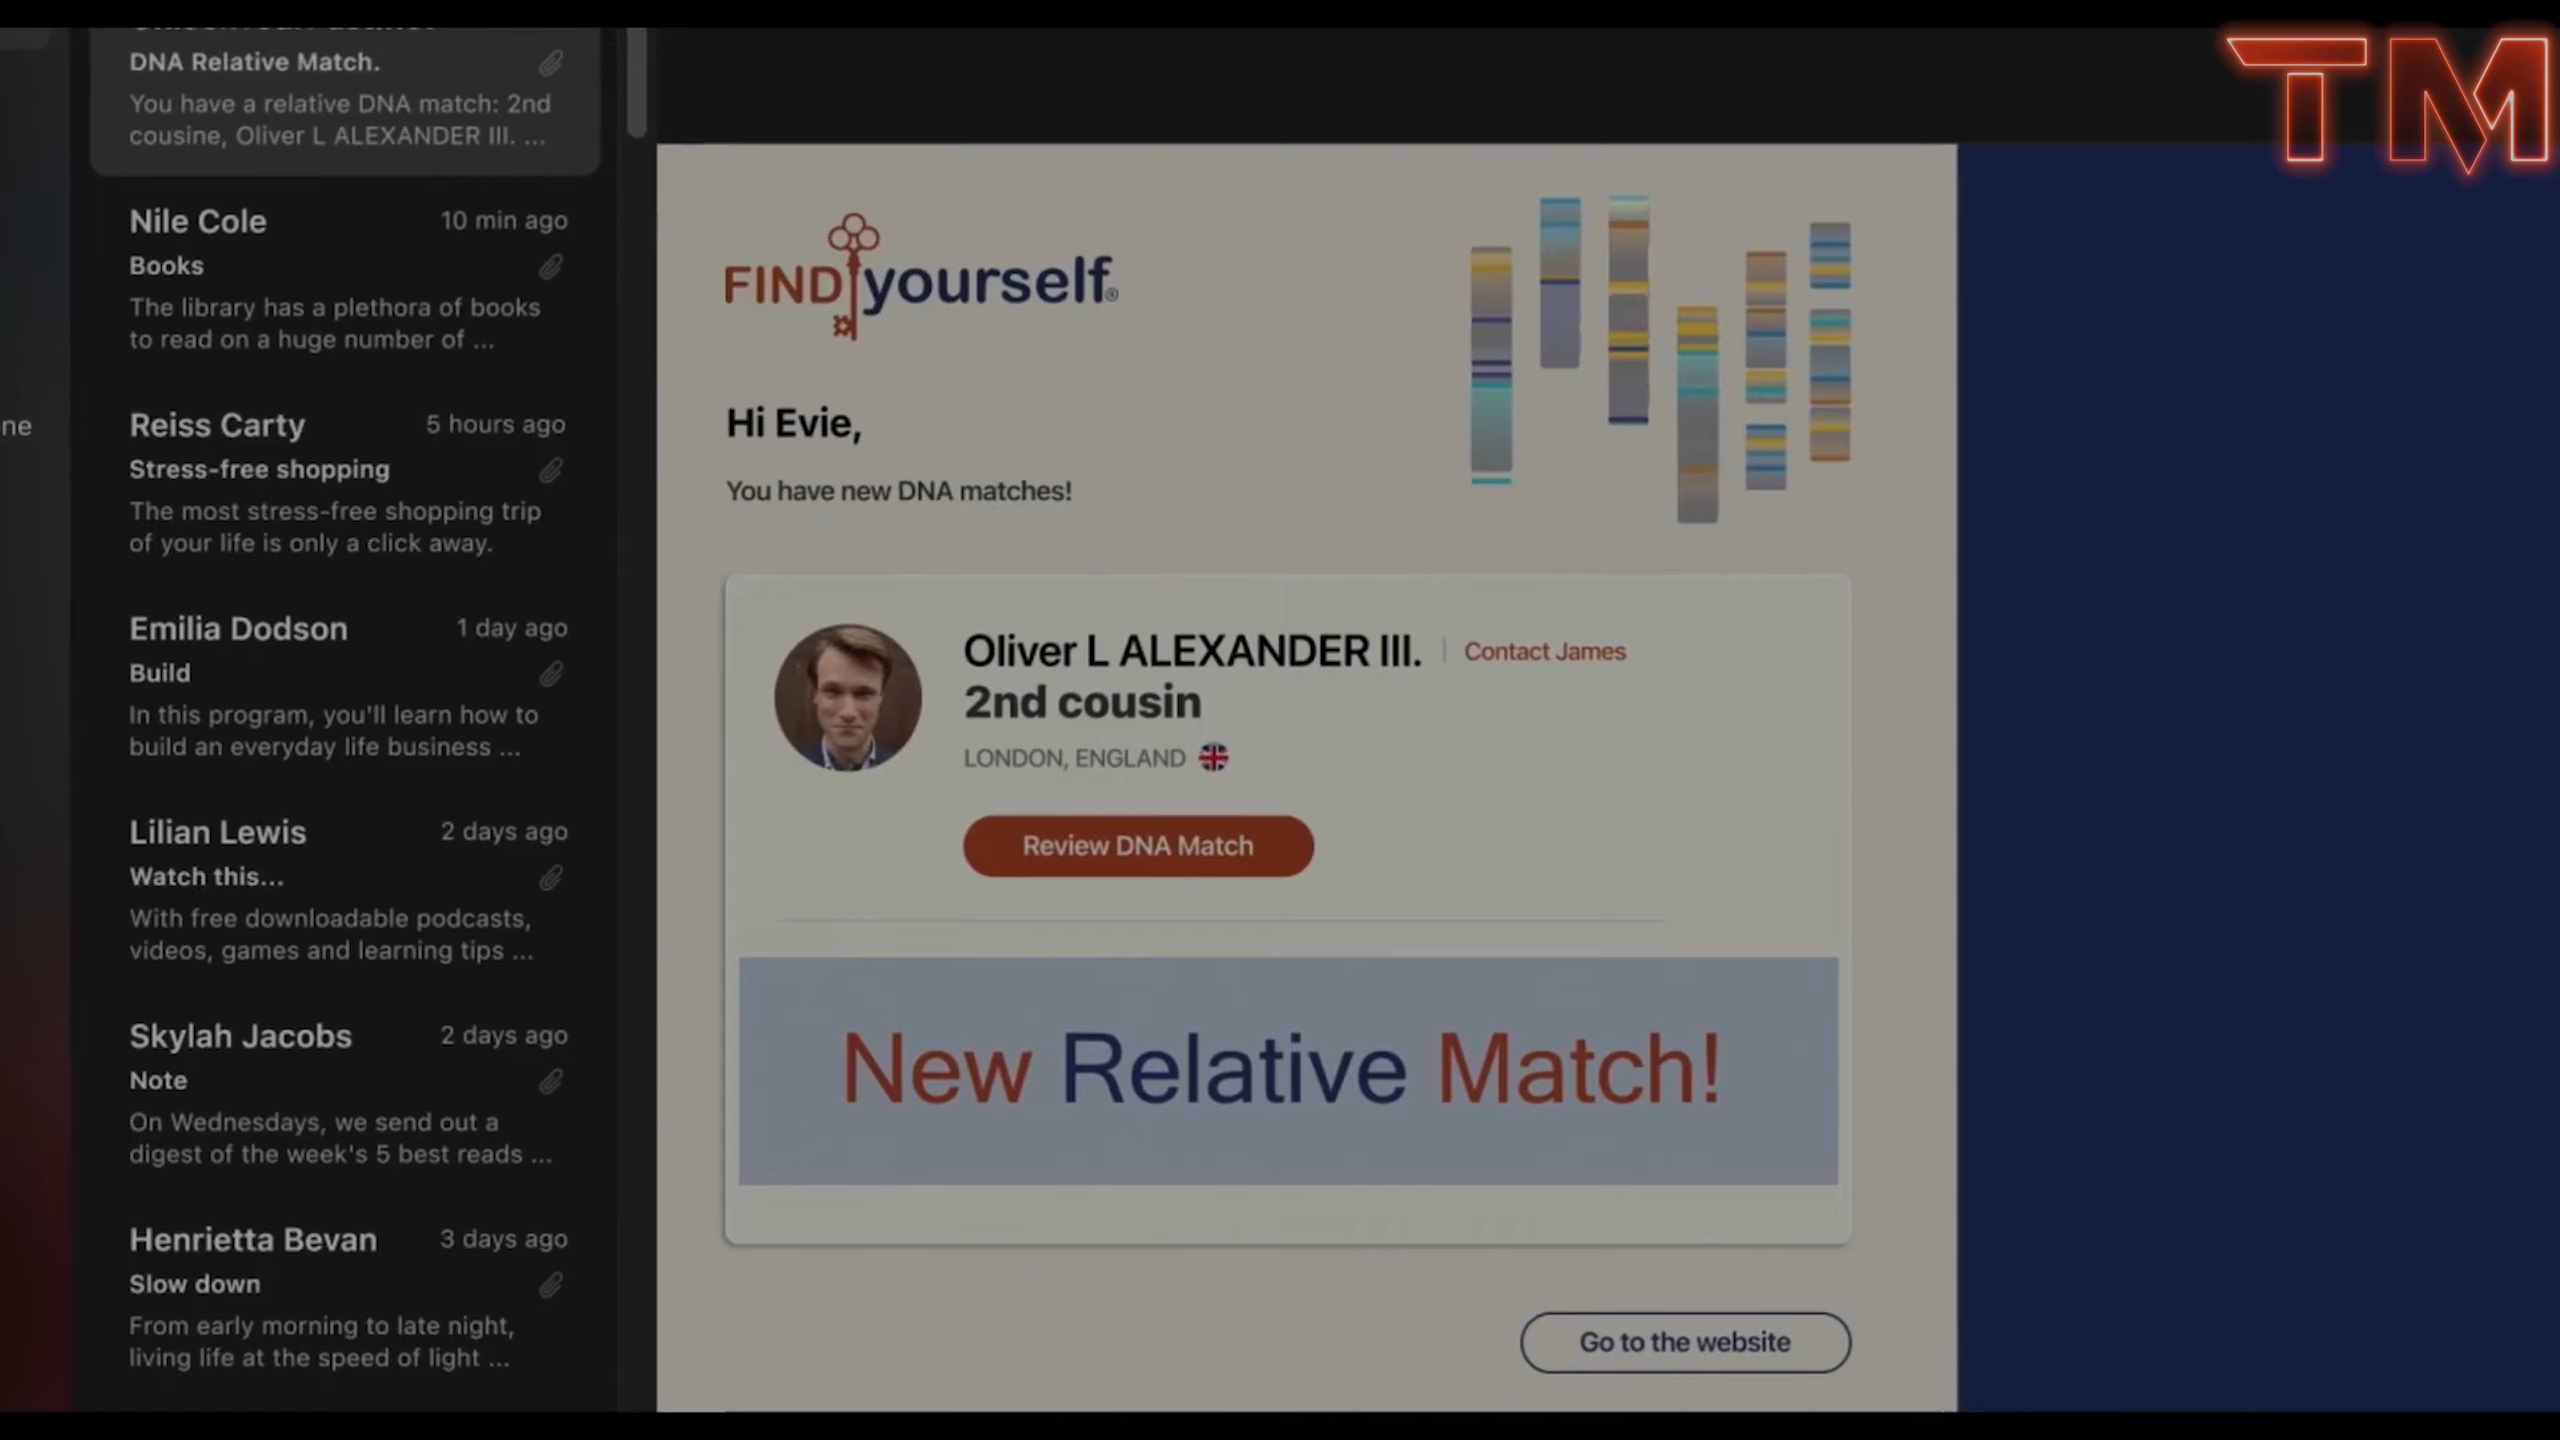 ne
DNA Relative Match.
You have a relative DNA match: 2nd
cousine, Oliver L ALEXANDER III. ...
Nile Cole 10 min ago
Books
The library has a plethora of books
to read on a huge number of ...
Reiss Carty 5 hours ago
Stress-free shopping
The most stress-free shopping trip
of your life is only a click away.
Emilia Dodson 1 day ago
Build
In this program, you'll learn how to
build an everyday life business ...
Lilian Lewis 2 days ago
Watch this...
With free downloadable podcasts,
videos, games and learning tips ...
Skylah Jacobs 2 days ago
Note
On Wednesdays, we send out a
digest of the week's 5 best reads ...
Henrietta Bevan 3 days ago
Slow down
From early morning to late night,
living life at the speed of light ...
FIND yourself®
Hi Evie,
You have new DNA matches!
Oliver L ALEXANDER III. Contact James
2nd cousin
LONDON, ENGLAND
Review DNA Match
New Relative Match!
Go to the website
TM